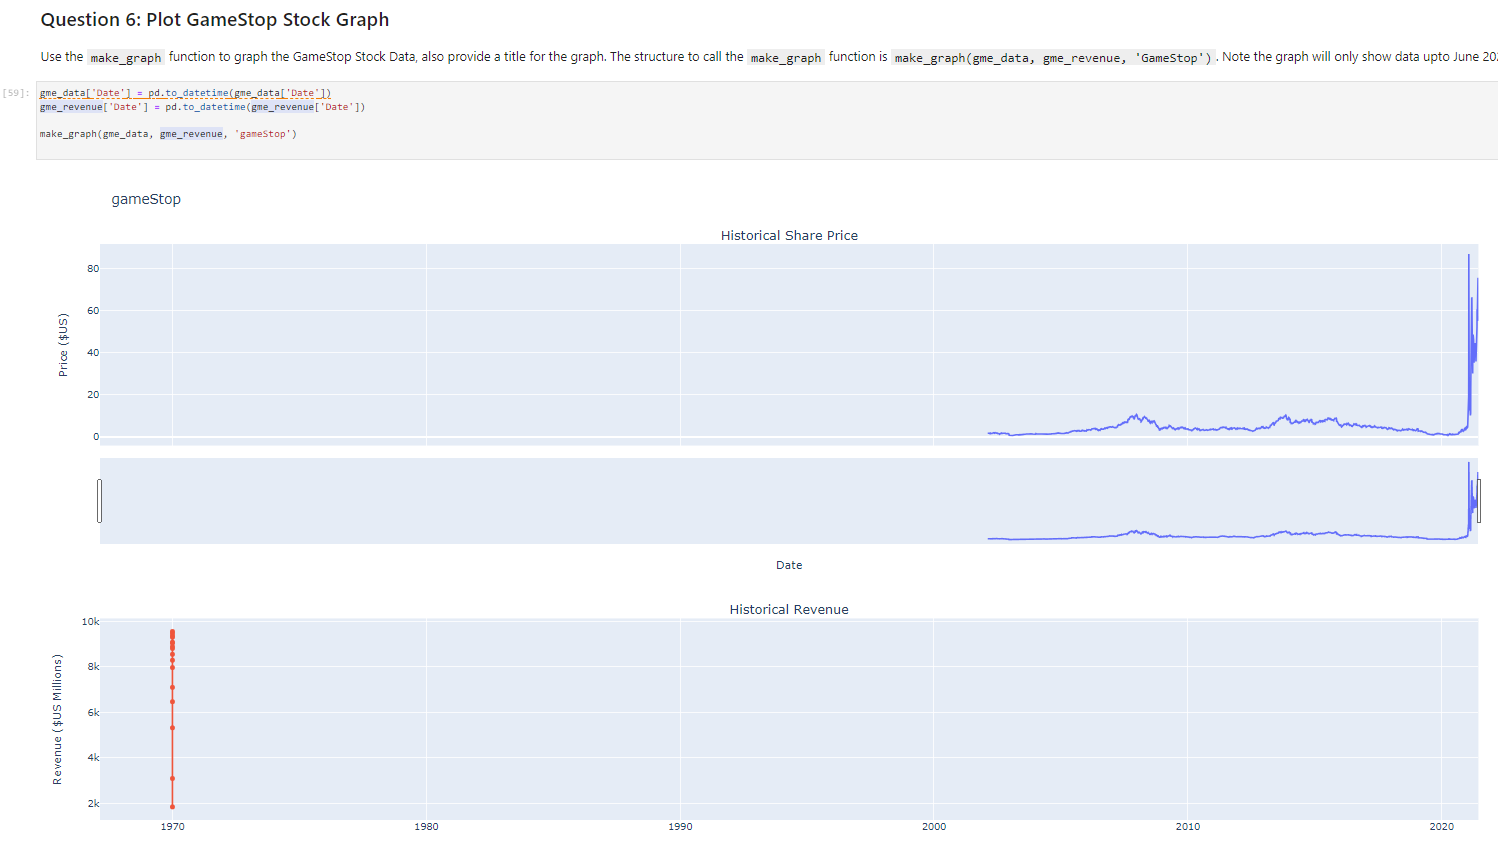 Question 6: Plot GameStop Stock Graph
Use the make_graph function to graph the GameStop Stock Data, also provide a title for the graph. The structure to call the make_graph function is make_graph(gme_data, gme_revenue, 'GameStop'). Note the graph will only show data upto June 202
[59]:
gme_data['Date'] = pd.to_datetime(gme_data['Date'])
gme_revenue['Date'] = pd.to_datetime(gme_revenue['Date'])
make_graph(gme_data, gme_revenue, 'gameStop')
gameStop
Historical Share Price
80
60
40
20
0
Price ($US)
Date
Historical Revenue
10k
8k
6k
4k
2k
Revenue ($US Millions)
1970 1980 1990 2000 2010 2020